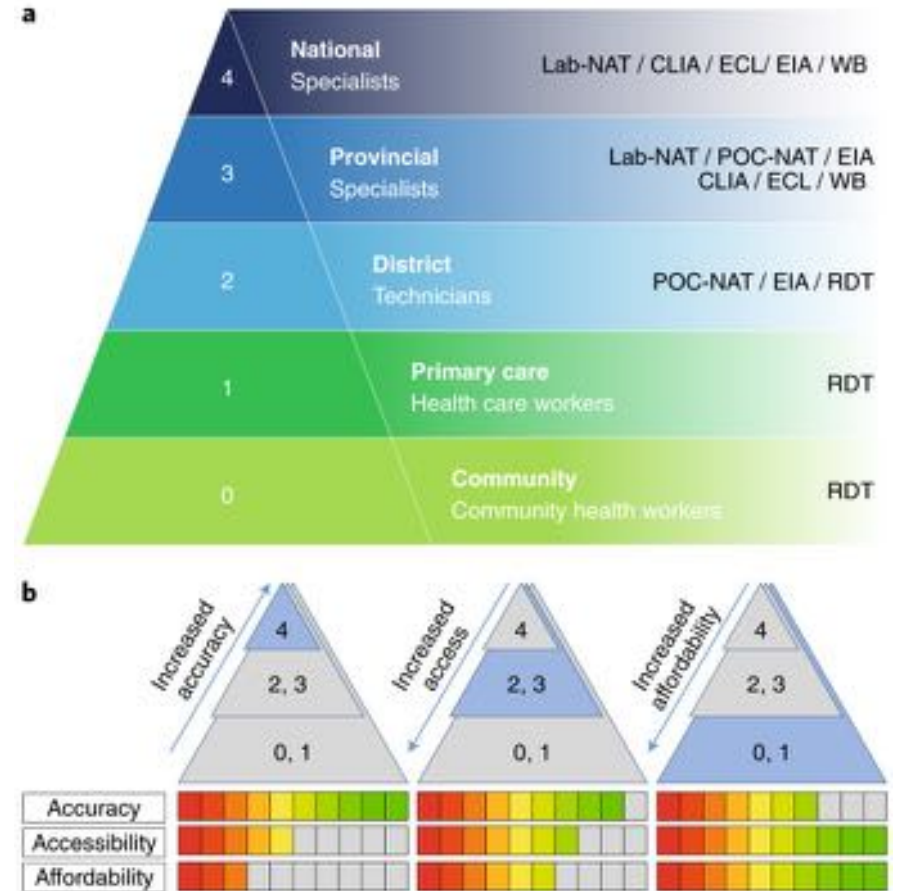 a
4
National
Specialists
Lab-NAT / CLIA / ECL/ EIA / WB
3
Provincial
Specialists
Lab-NAT / POC-NAT / EIA
CLIA / ECL / WB
2
District
Technicians
POC-NAT / EIA / RDT
1
Primary care
Health care workers
RDT
0
Community
Community health workers
RDT
b
Increased
accuracy
4
2, 3
0, 1
Increased
access
4
2, 3
0, 1
Increased
affordability
4
2, 3
0, 1
Accuracy
Accessibility
Affordability